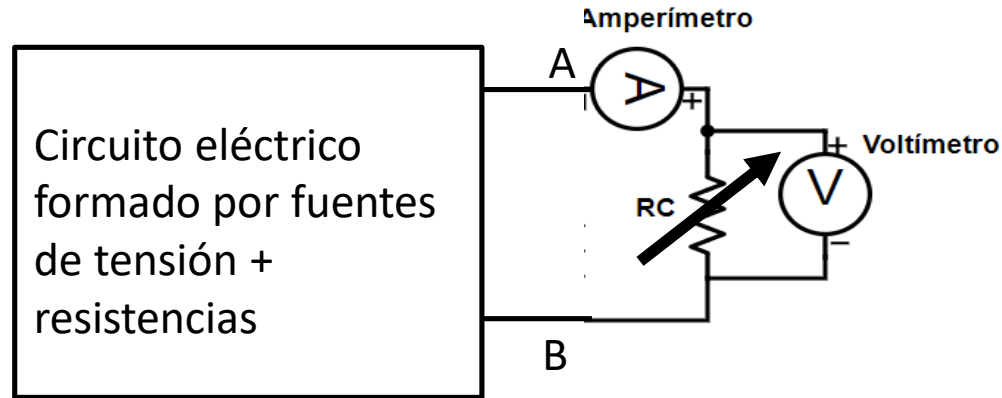 Amperímetro
A
A
+
Circuito eléctrico
formado por fuentes
de tensión +
resistencias
+
Voltímetro
V
RC
−
B